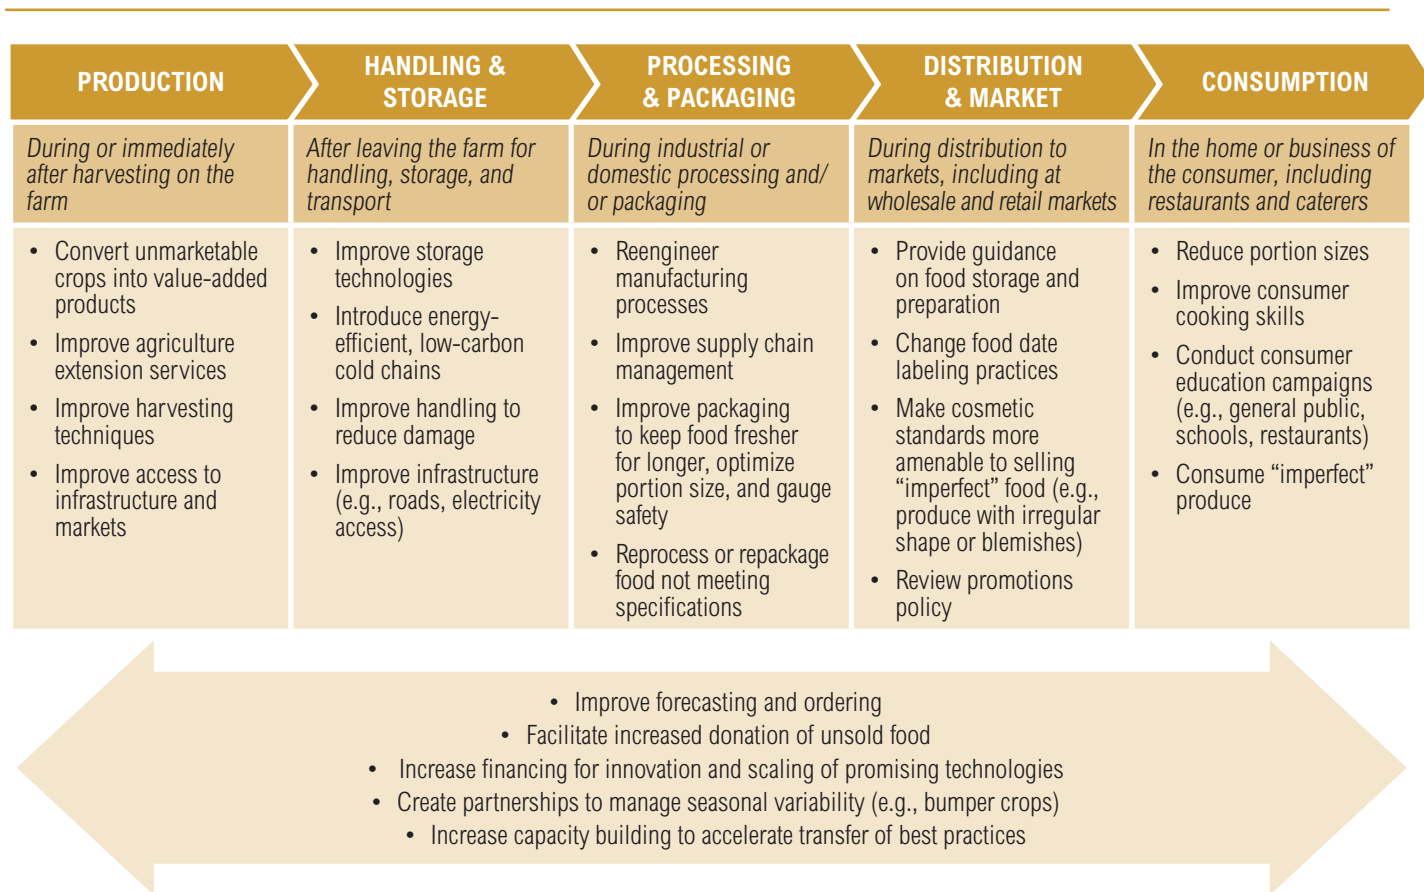 PRODUCTION
During or immediately
after harvesting on the
farm
• Convert unmarketable
crops into value-added
products
• Improve agriculture
extension services
• Improve harvesting
techniques
• Improve access to
infrastructure and
markets
HANDLING &
STORAGE
After leaving the farm for
handling, storage, and
transport
• Improve storage
technologies
• Introduce energy-
efficient, low-carbon
cold chains
• Improve handling to
reduce damage
• Improve infrastructure
(e.g., roads, electricity
access)
PROCESSING
& PACKAGING
During industrial or
domestic processing and/
or packaging
• Reengineer
manufacturing
processes
• Improve supply chain
management
• Improve packaging
to keep food fresher
for longer, optimize
portion size, and gauge
safety
• Reprocess or repackage
food not meeting
specifications
DISTRIBUTION
& MARKET
During distribution to
markets, including at
wholesale and retail markets
• Provide guidance
on food storage and
preparation
• Change food date
labeling practices
• Make cosmetic
standards more
amenable to selling
“imperfect” food (e.g.,
produce with irregular
shape or blemishes)
• Review promotions
policy
CONSUMPTION
In the home or business of
the consumer, including
restaurants and caterers
• Reduce portion sizes
• Improve consumer
cooking skills
• Conduct consumer
education campaigns
(e.g., general public,
schools, restaurants)
• Consume “imperfect”
produce
• Improve forecasting and ordering
• Facilitate increased donation of unsold food
• Increase financing for innovation and scaling of promising technologies
• Create partnerships to manage seasonal variability (e.g., bumper crops)
• Increase capacity building to accelerate transfer of best practices